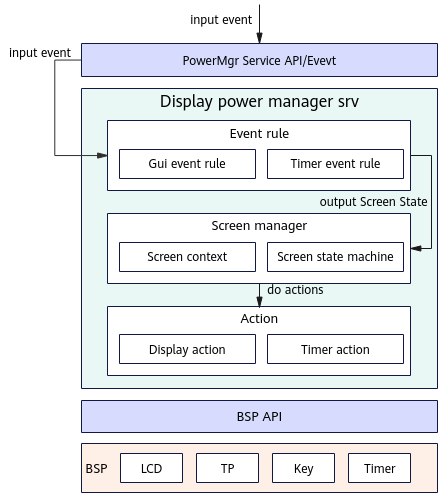 input event
input event
PowerMgr Service API/Evevt
Display power manager srv
Event rule
Gui event rule
Timer event rule
output Screen State
Screen manager
Screen context
Screen state machine
do actions
Action
Display action
Timer action
BSP API
BSP
LCD
TP
Key
Timer